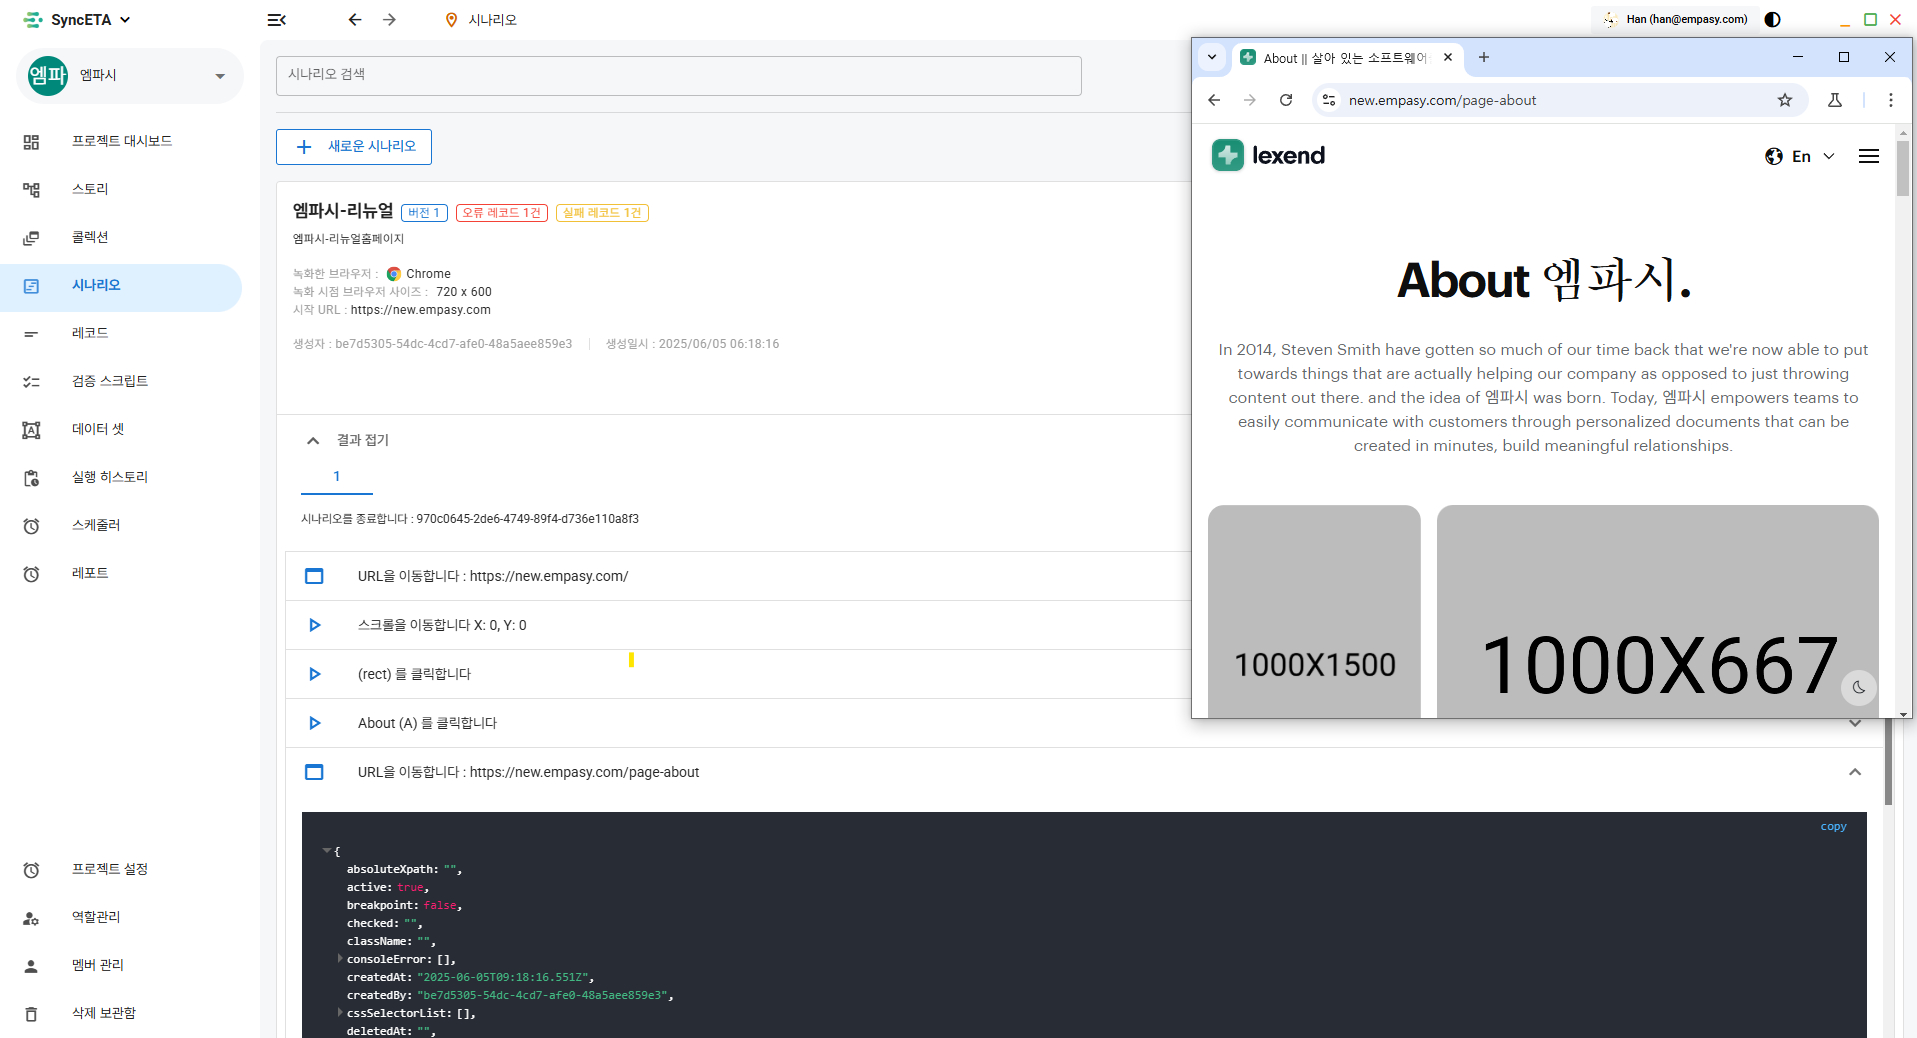 SyncETA
시나리오
Han (han@empasy.com)
엠파
엠파시
프로젝트 대시보드
스토리
콜렉션
시나리오
레코드
검증 스크립트
데이터 셋
실행 히스토리
스케줄러
레포트
프로젝트 설정
역할관리
멤버 관리
삭제 보관함
시나리오 검색
새로운 시나리오
엠파시-리뉴얼 버전 1 오류 레코드 1건 실패 레코드 1건
엠파시-리뉴얼홈페이지
녹화한 브라우저 : Chrome
녹화 시점 브라우저 사이즈 : 720 x 600
시작 URL : https://new.empasy.com
생성자 : be7d5305-54dc-4cd7-afe0-48a5aee859e3 생성일시 : 2025/06/05 06:18:16
결과 접기
1
시나리오를 종료합니다 : 970c0645-2de6-4749-89f4-d736e110a8f3
URL을 이동합니다 : https://new.empasy.com/
스크롤을 이동합니다 X: 0, Y: 0
(rect) 를 클릭합니다
About (A) 를 클릭합니다
URL을 이동합니다 : https://new.empasy.com/page-about
copy
{
absoluteXpath: "",
active: true,
breakpoint: false,
checked: "",
className: "",
consoleError: [],
createdAt: "2025-06-05T09:18:16.551Z",
createdBy: "be7d5305-54dc-4cd7-afe0-48a5aee859e3",
cssSelectorList: [],
deletedAt: "",
About || 살아 있는 소프트웨어
new.empasy.com/page-about
lexend
En
About 엠파시.
In 2014, Steven Smith have gotten so much of our time back that we're now able to put
towards things that are actually helping our company as opposed to just throwing
content out there. and the idea of 엠파시 was born. Today, 엠파시 empowers teams to
easily communicate with customers through personalized documents that can be
created in minutes, build meaningful relationships.
1000X1500
1000X667